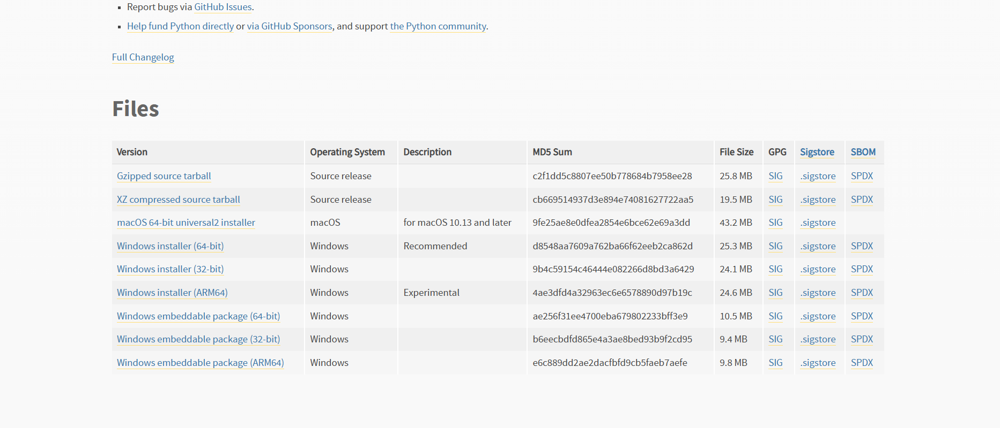 Report bugs via GitHub Issues.
Help fund Python directly or via GitHub Sponsors, and support the Python community.
Full Changelog
Files
Version Operating System Description MD5 Sum File Size GPG Sigstore SBOM
Gzipped source tarball Source release c2f1dd5c8807ee50b778684b7958ee28 25.8 MB SIG .sigstore SPDX
XZ compressed source tarball Source release cb669514937d3e894e74081627722aa5 19.5 MB SIG .sigstore SPDX
macOS 64-bit universal2 installer macOS for macOS 10.13 and later 9fe25ae8e0dfea2854e6bce62e69a3dd 43.2 MB SIG .sigstore
Windows installer (64-bit) Windows Recommended d8548aa7609a762ba66f62eeb2ca862d 25.3 MB SIG .sigstore SPDX
Windows installer (32-bit) Windows 9b4c59154c46444e082266d8bd3a6429 24.1 MB SIG .sigstore SPDX
Windows installer (ARM64) Windows Experimental 4ae3dfd4a32963ec6e6578890d97b19c 24.6 MB SIG .sigstore SPDX
Windows embeddable package (64-bit) Windows ae256f31ee4700eba679802233bff3e9 10.5 MB SIG .sigstore SPDX
Windows embeddable package (32-bit) Windows b6eecbdfd865e4a3ae8bed93b9f2cd95 9.4 MB SIG .sigstore SPDX
Windows embeddable package (ARM64) Windows e6c889dd2ae2dacfbfd9cb5faeb7aefe 9.8 MB SIG .sigstore SPDX